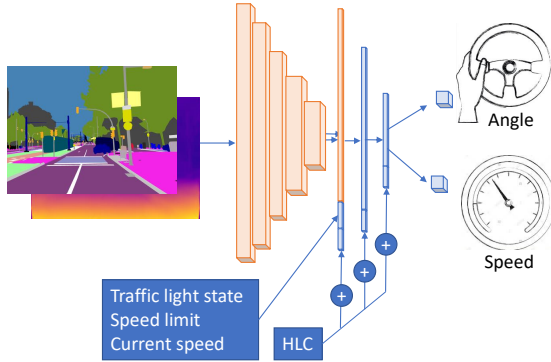 Angle
Speed
+
+
+
Traffic light state
Speed limit
Current speed
HLC